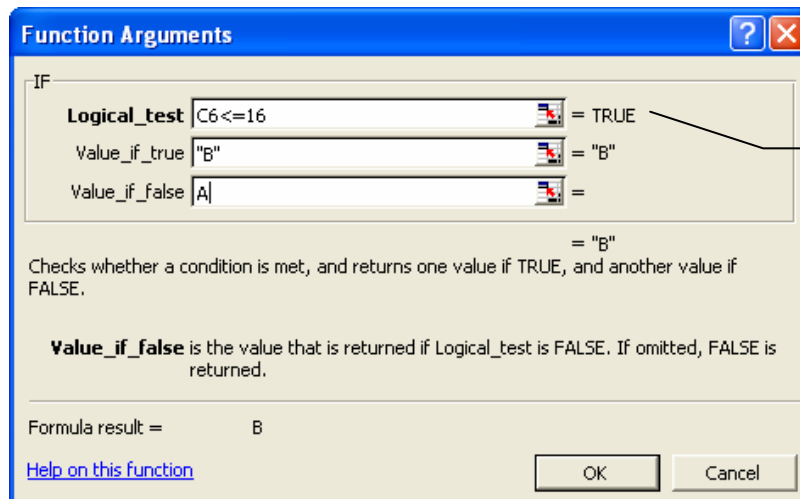 Function Arguments
IF
Logical_test C6<=16 = TRUE
Value_if_true "B" = "B"
Value_if_false A =
= "B"
Checks whether a condition is met, and returns one value if TRUE, and another value if
FALSE.
Value_if_false is the value that is returned if Logical_test is FALSE. If omitted, FALSE is
returned.
Formula result = B
Help on this function
OK Cancel